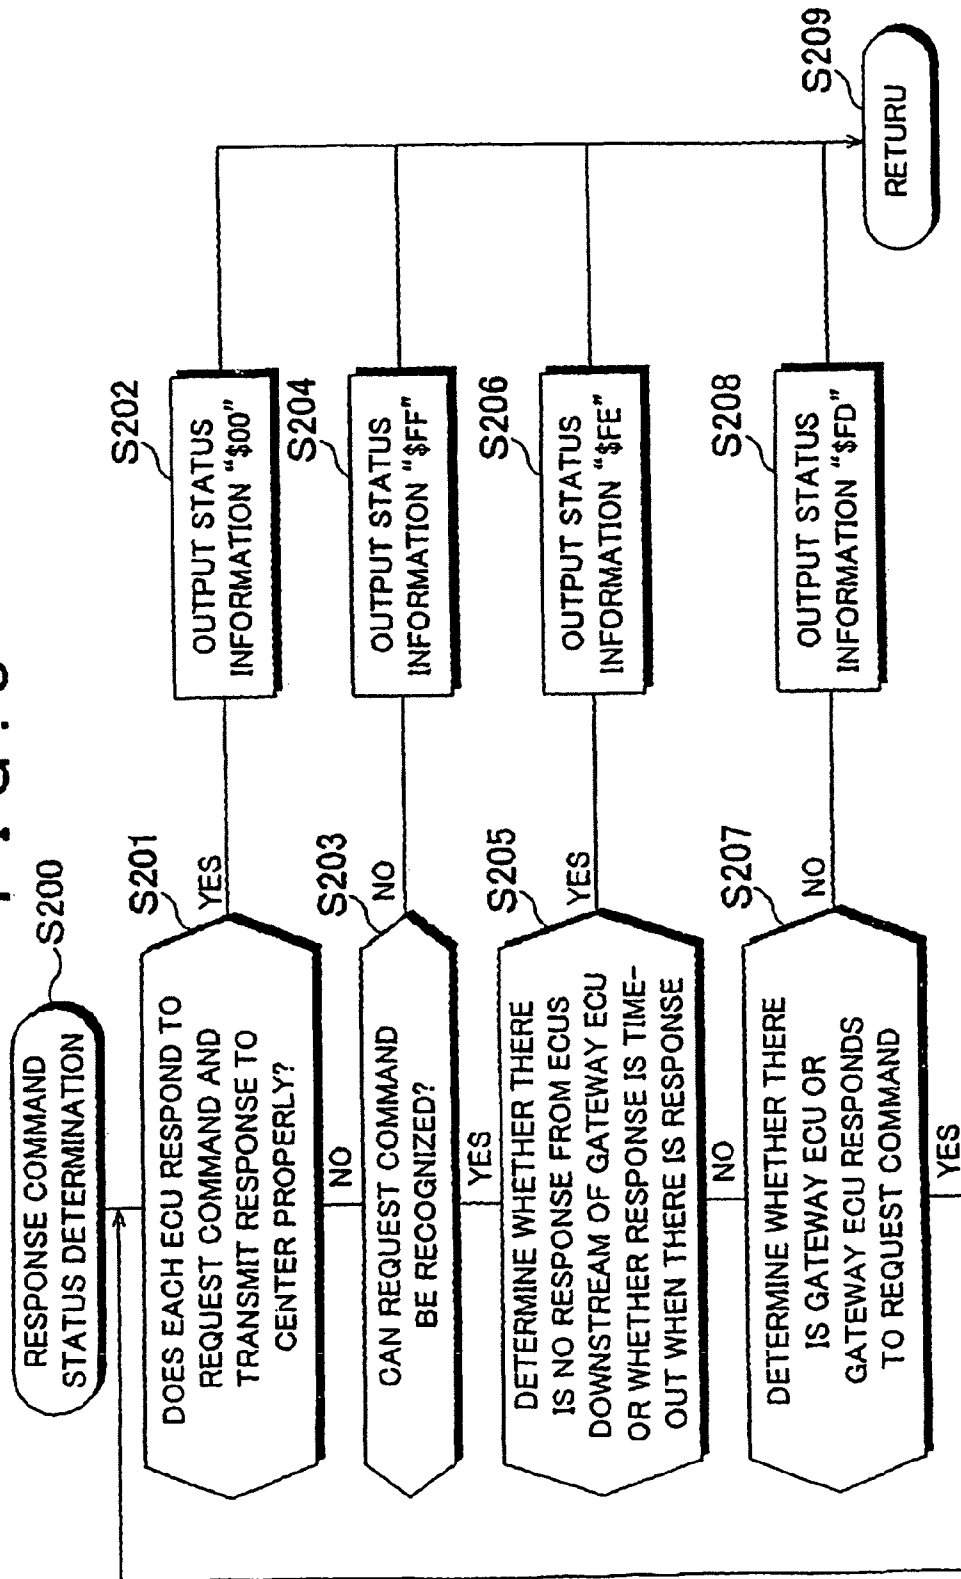 S200
RESPONSE COMMAND
STATUS DETERMINATION
S201
DOES EACH ECU RESPOND TO
REQUEST COMMAND AND
TRANSMIT RESPONSE TO
CENTER PROPERLY?
YES
S202
OUTPUT STATUS
INFORMATION “$00”
NO
S203
CAN REQUEST COMMAND
BE RECOGNIZED?
NO
S204
OUTPUT STATUS
INFORMATION “$FF”
YES
S205
DETERMINE WHETHER THERE
IS NO RESPONSE FROM ECUS
DOWNSTREAM OF GATEWAY ECU
OR WHETHER RESPONSE IS TIME-
OUT WHEN THERE IS RESPONSE
YES
S206
OUTPUT STATUS
INFORMATION “$FE”
NO
S207
DETERMINE WHETHER THERE
IS GATEWAY ECU OR
GATEWAY ECU RESPONDS
TO REQUEST COMMAND
NO
S208
OUTPUT STATUS
INFORMATION “$FD”
YES
S209
RETURU